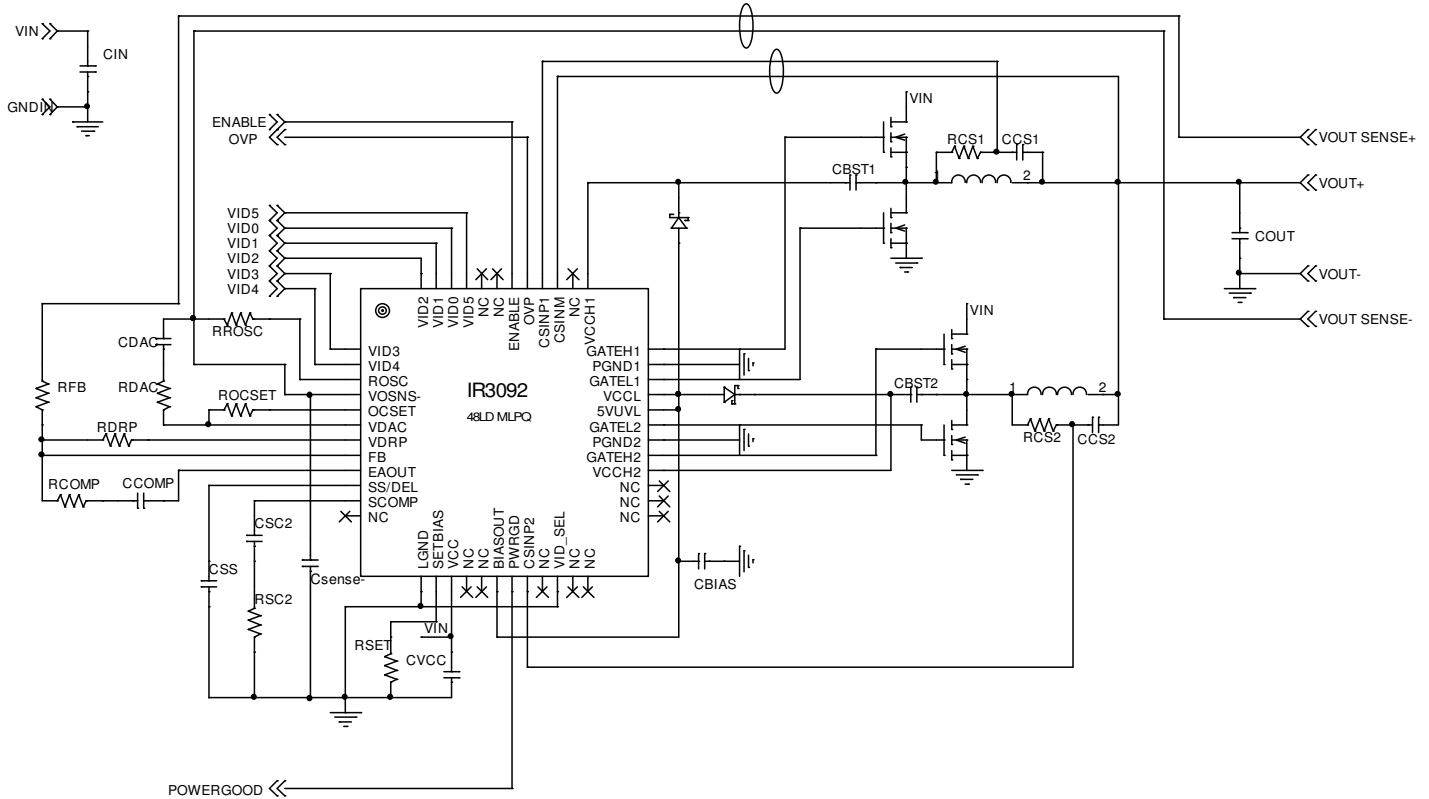 VIN
CIN
GNDIN
ENABLE
OVP
VIN
RCS1 CCS1
VOUT SENSE+
CBST1
1 2
VOUT+
VID5
VID0
VID1
VID2
VID3
VID4
COUT
VOUT-
VID2
VID1
VID0
VID5
NC
NC
ENABLE
OVP
CSINP1
CSINM
NC
VCCH1
VIN
VOUT SENSE-
RROSC
CDAC
RDAC
RFB
ROCSET
RDRP
RCOMP CCOMP
VID3
VID4
ROSC
VOSNS-
OCSET
VDAC
VDRP
FB
EAOUT
SS/DEL
SCOMP
NC
IR3092
48LD MLPQ
GATEH1
PGND1
GATEL1
VCCL
5VUVL
GATEL2
PGND2
GATEH2
VCCH2
NC
NC
NC
CBST2
1 2
RCS2 CCS2
LGND
SETBIAS
VCC
NC
NC
BIASOUT
PWRGD
CSINP2
NC
VID_SEL
NC
NC
CSC2
CSS
Csense-
RSC2
CBIAS
VIN
RSET
CVCC
POWERGOOD